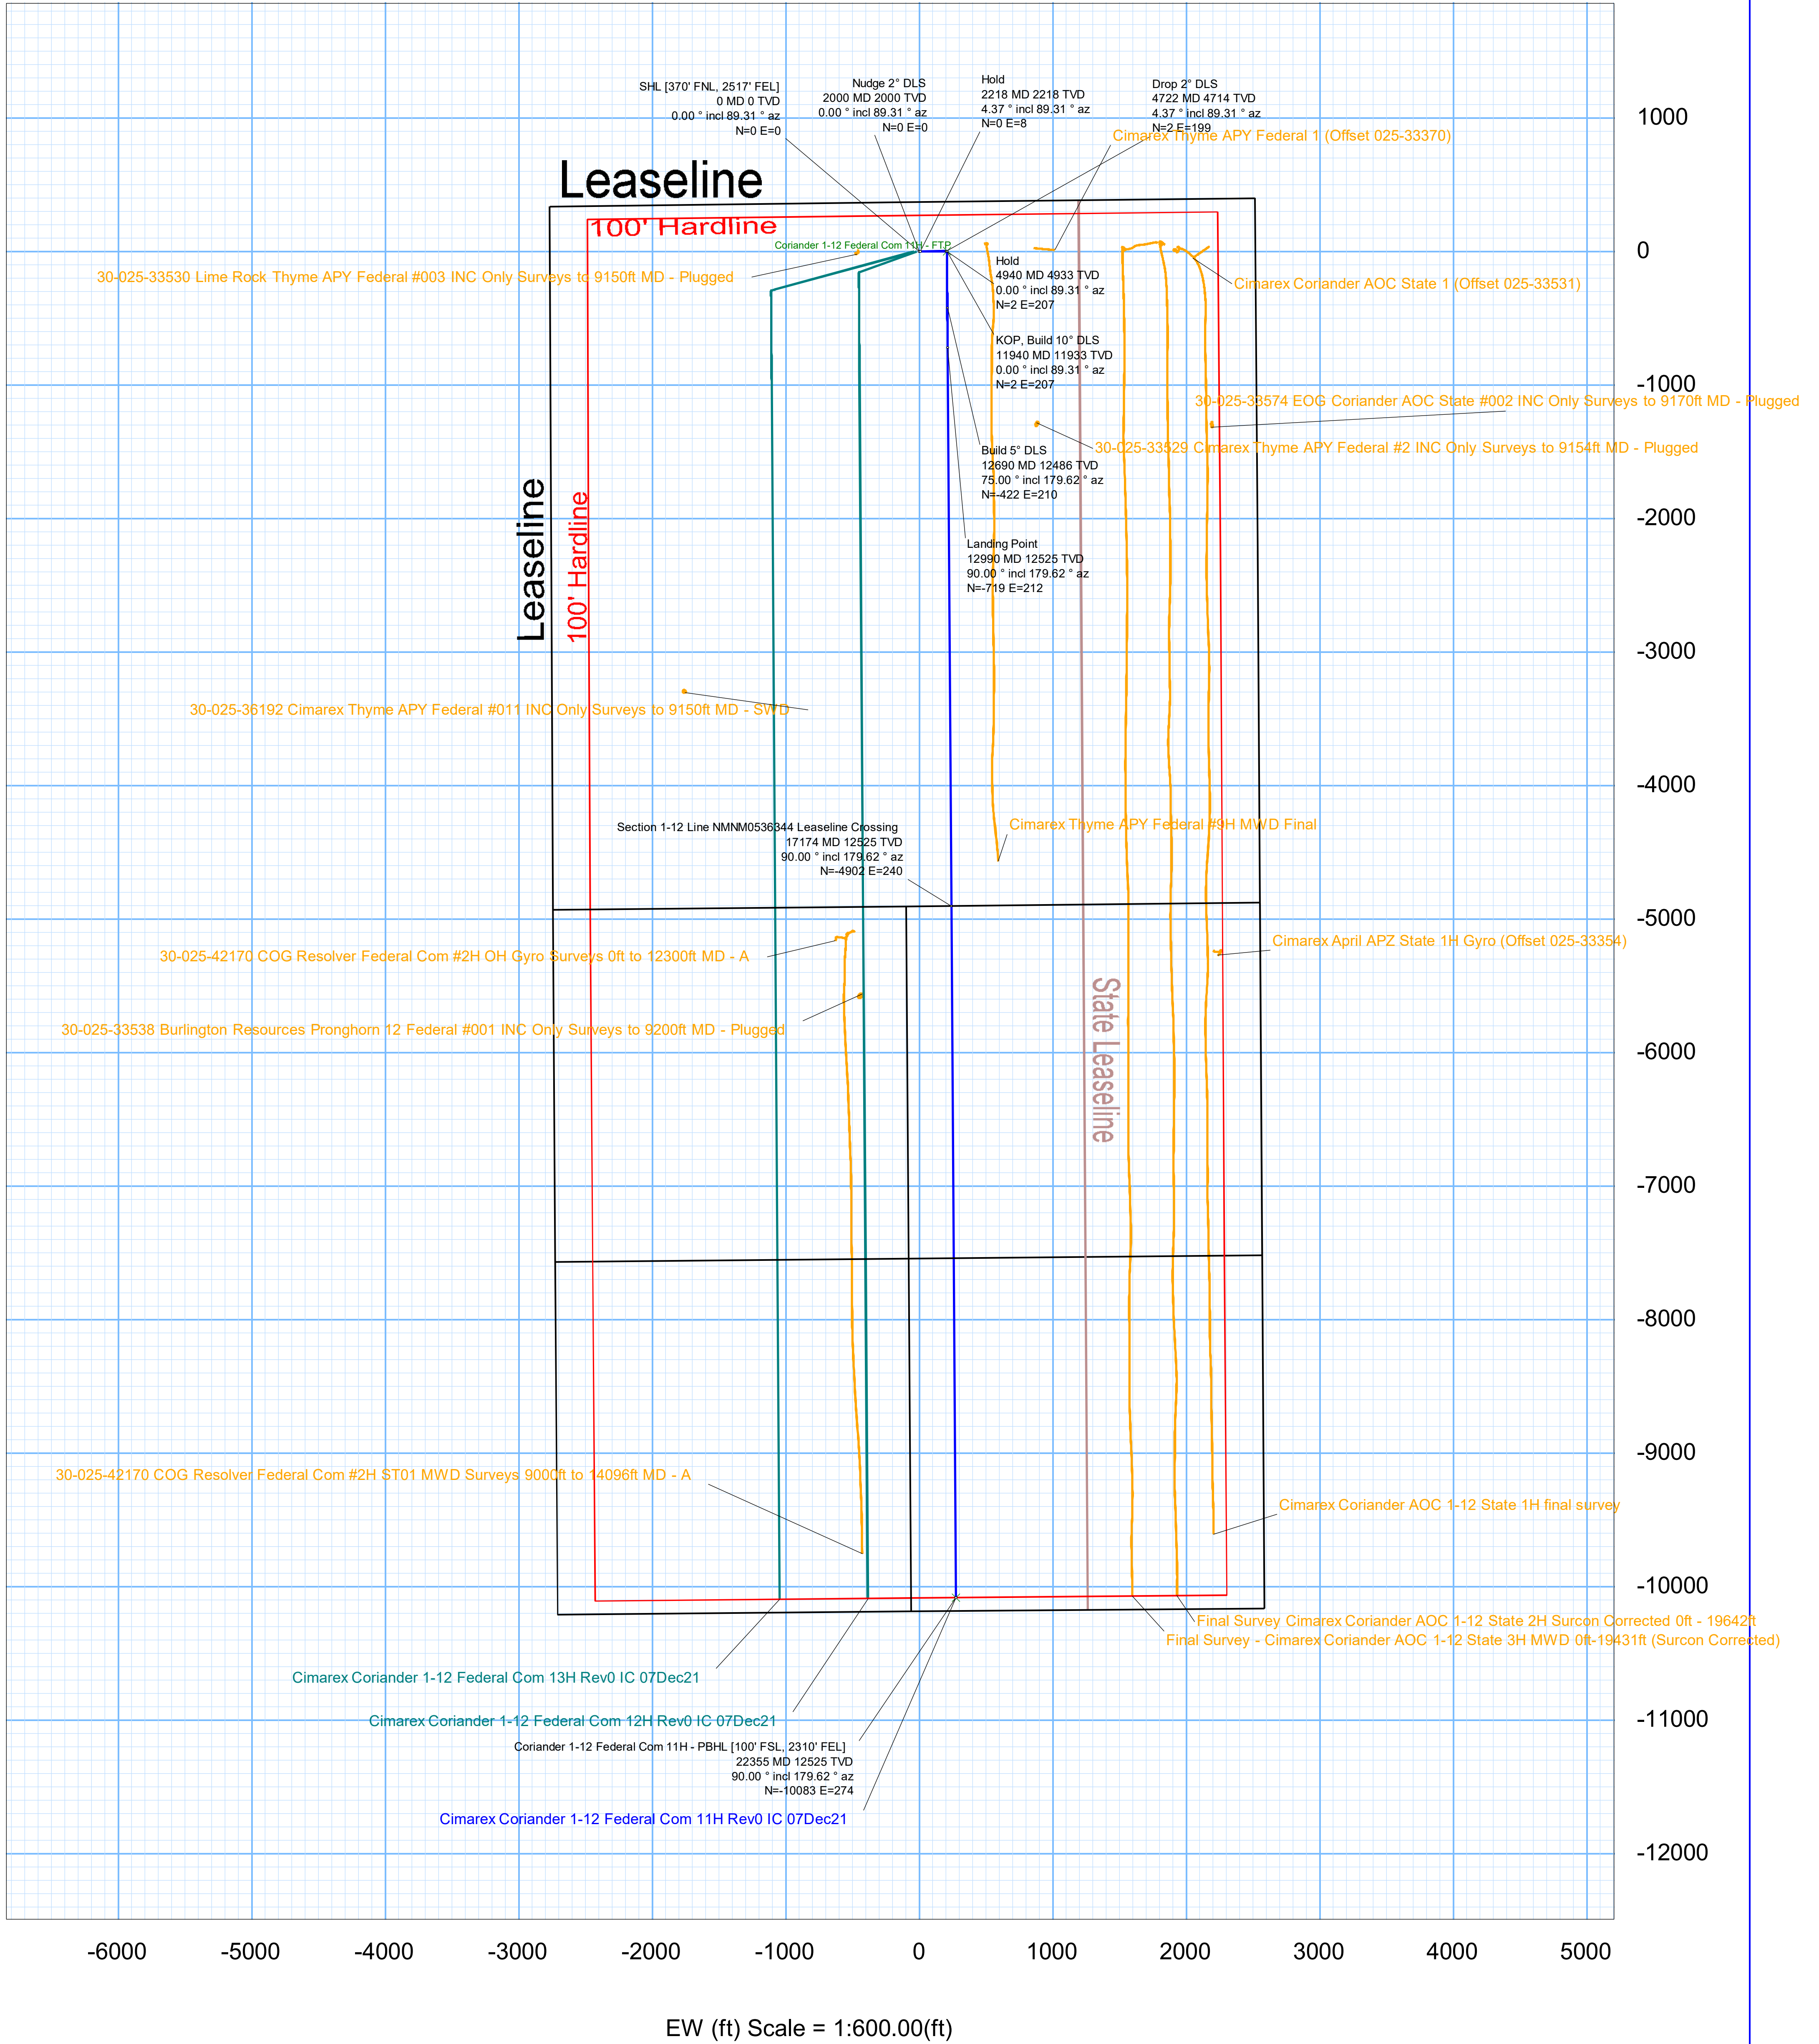 SHL [370' FNL, 2517' FEL]
0 MD 0 TVD
0.00 ° incl 89.31 ° az
N=0 E=0
Nudge 2° DLS
2000 MD 2000 TVD
0.00 ° incl 89.31 ° az
N=0 E=0
Hold
2218 MD 2218 TVD
4.37 ° incl 89.31 ° az
N=0 E=8
Drop 2° DLS
4722 MD 4714 TVD
4.37 ° incl 89.31 ° az
N=2 E=199
Cimarex Thyme APY Federal 1 (Offset 025-33370)
1000
Leaseline
100' Hardline
Coriander 1-12 Federal Com 11H - FTP
0
30-025-33530 Lime Rock Thyme APY Federal #003 INC Only Surveys to 9150ft MD - Plugged
Hold
4940 MD 4933 TVD
0.00 ° incl 89.31 ° az
N=2 E=207
Cimarex Coriander AOC State 1 (Offset 025-33531)
KOP, Build 10° DLS
11940 MD 11933 TVD
0.00 ° incl 89.31 ° az
N=2 E=207
-1000
30-025-33574 EOG Coriander AOC State #002 INC Only Surveys to 9170ft MD - Plugged
30-025-33529 Cimarex Thyme APY Federal #2 INC Only Surveys to 9154ft MD - Plugged
Build 5° DLS
12690 MD 12486 TVD
75.00 ° incl 179.62 ° az
N=-422 E=210
Leaseline
100' Hardline
-2000
Landing Point
12990 MD 12525 TVD
90.00 ° incl 179.62 ° az
N=-719 E=212
-3000
30-025-36192 Cimarex Thyme APY Federal #011 INC Only Surveys to 9150ft MD - SWD
-4000
Section 1-12 Line NMNM0536344 Leaseline Crossing
17174 MD 12525 TVD
90.00 ° incl 179.62 ° az
N=-4902 E=240
Cimarex Thyme APY Federal #9H MWD Final
-5000
30-025-42170 COG Resolver Federal Com #2H OH Gyro Surveys 0ft to 12300ft MD - A
Cimarex April APZ State 1H Gyro (Offset 025-33354)
30-025-33538 Burlington Resources Pronghorn 12 Federal #001 INC Only Surveys to 9200ft MD - Plugged
State Leaseline
-6000
-7000
-8000
-9000
30-025-42170 COG Resolver Federal Com #2H ST01 MWD Surveys 9000ft to 14096ft MD - A
Cimarex Coriander AOC 1-12 State 1H final survey
-10000
Final Survey Cimarex Coriander AOC 1-12 State 2H Surcon Corrected 0ft - 19642ft
Final Survey - Cimarex Coriander AOC 1-12 State 3H MWD 0ft-19431ft (Surcon Corrected)
Cimarex Coriander 1-12 Federal Com 13H Rev0 IC 07Dec21
Cimarex Coriander 1-12 Federal Com 12H Rev0 IC 07Dec21
-11000
Coriander 1-12 Federal Com 11H - PBHL [100' FSL, 2310' FEL]
22355 MD 12525 TVD
90.00 ° incl 179.62 ° az
N=-10083 E=274
Cimarex Coriander 1-12 Federal Com 11H Rev0 IC 07Dec21
-12000
-6000 -5000 -4000 -3000 -2000 -1000 0 1000 2000 3000 4000 5000
EW (ft) Scale = 1:600.00(ft)